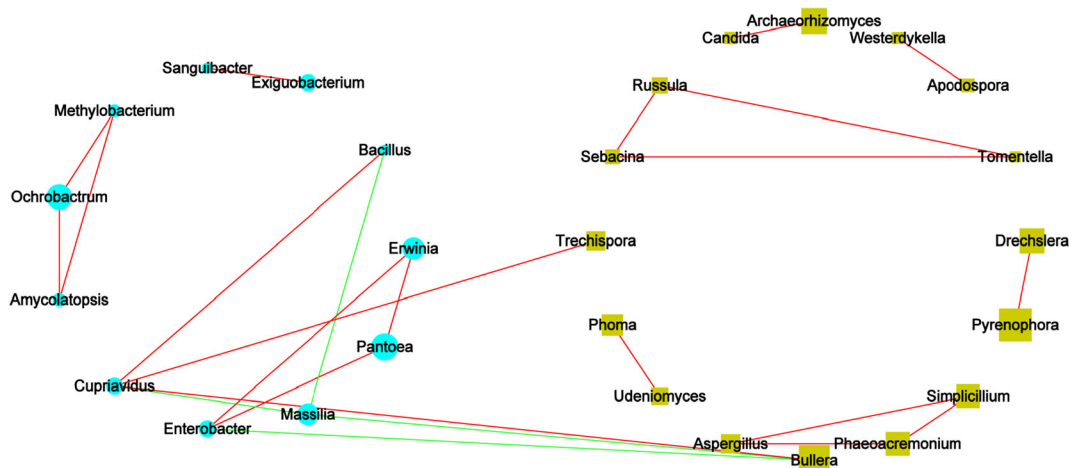 Archaeorhizomyces
Candida
Westerdykella
Sanguibacter
Exiguobacterium
Russula
Apodospora
Methylobacterium
Bacillus
Sebacina
Tomentella
Ochrobactrum
Erwinia
Trechispora
Drechslera
Amycolatopsis
Phoma
Pyrenophora
Pantoea
Cupriavidus
Udeniomyces
Simplicillium
Massilia
Enterobacter
Aspergillus
Phaeoacremonium
Bullera